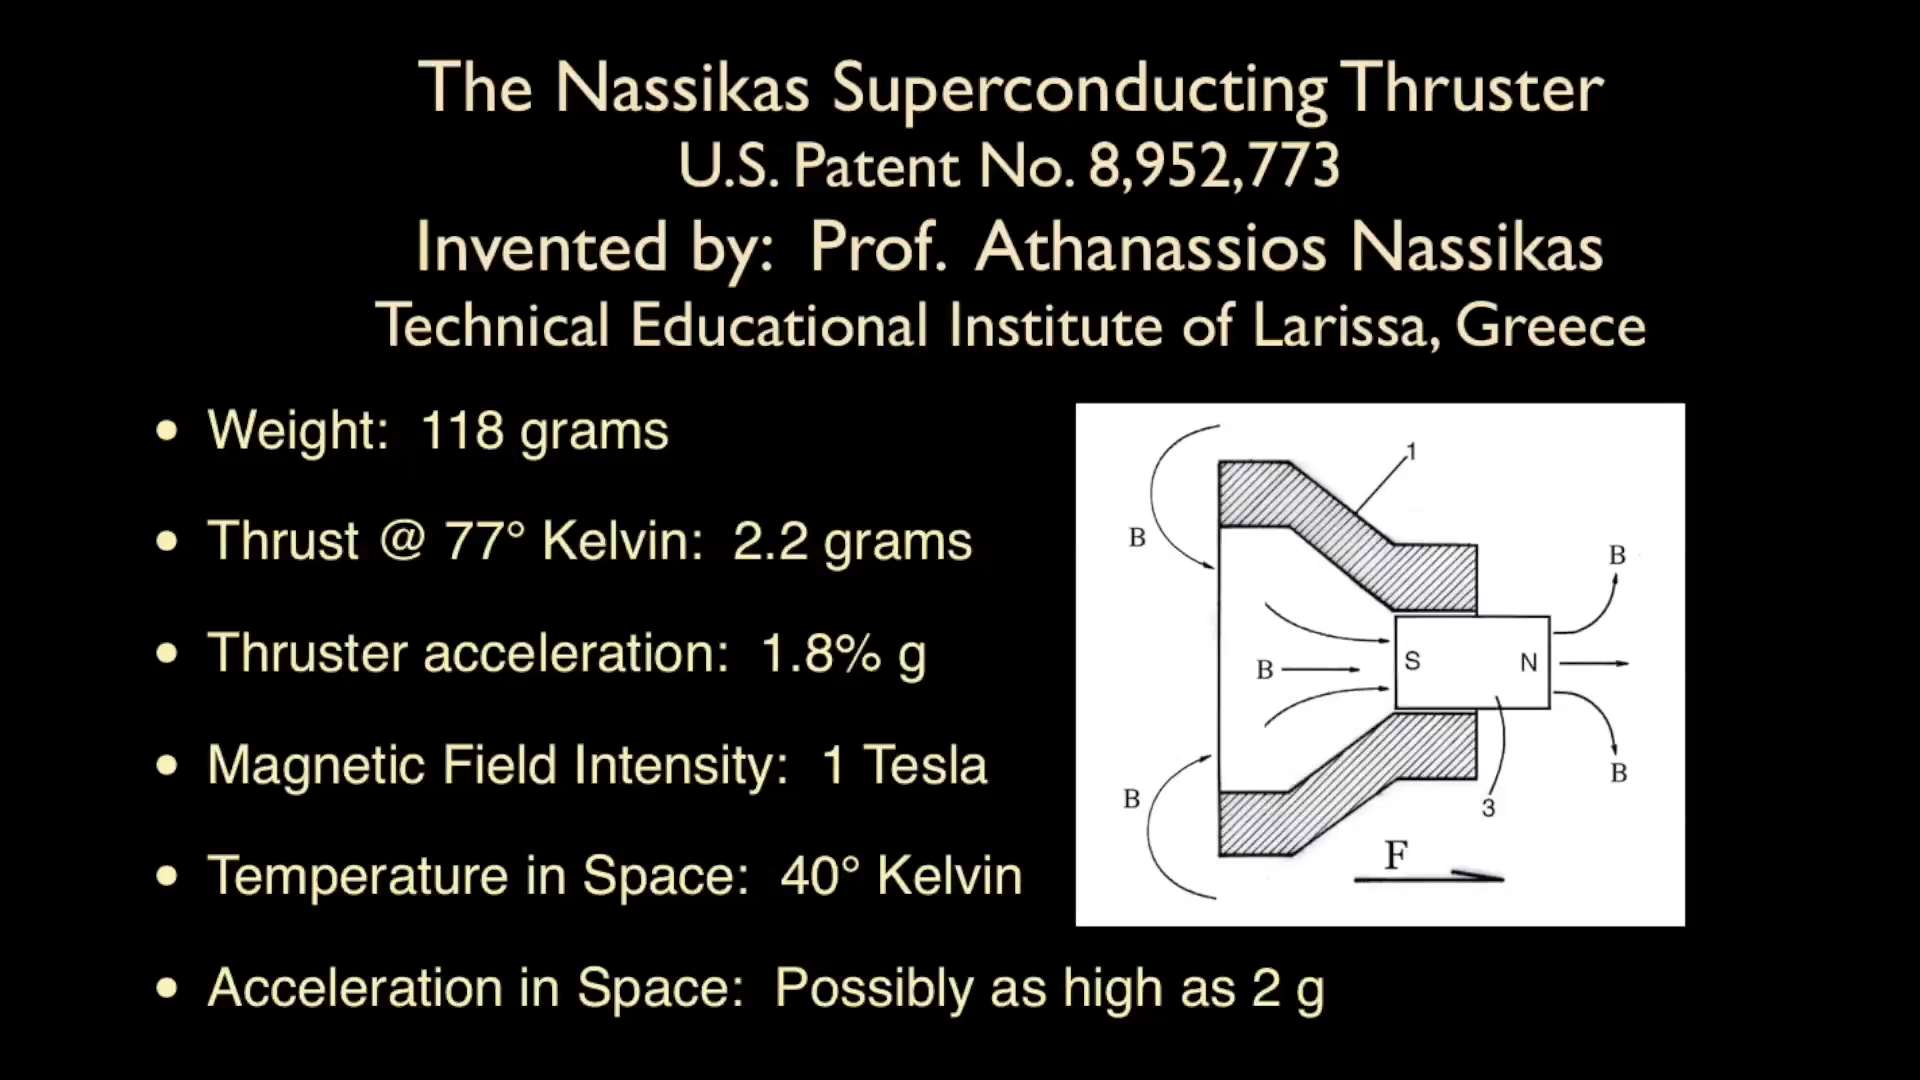 The Nassikas Superconducting Thruster
U.S. Patent No. 8,952,773
Invented by: Prof. Athanassios Nassikas
Technical Educational Institute of Larissa, Greece
• Weight: 118 grams
• Thrust @ 77° Kelvin: 2.2 grams
• Thruster acceleration: 1.8% g
• Magnetic Field Intensity: 1 Tesla
• Temperature in Space: 40° Kelvin
• Acceleration in Space: Possibly as high as 2 g
1
B
B
S N
B
B
B
3
F